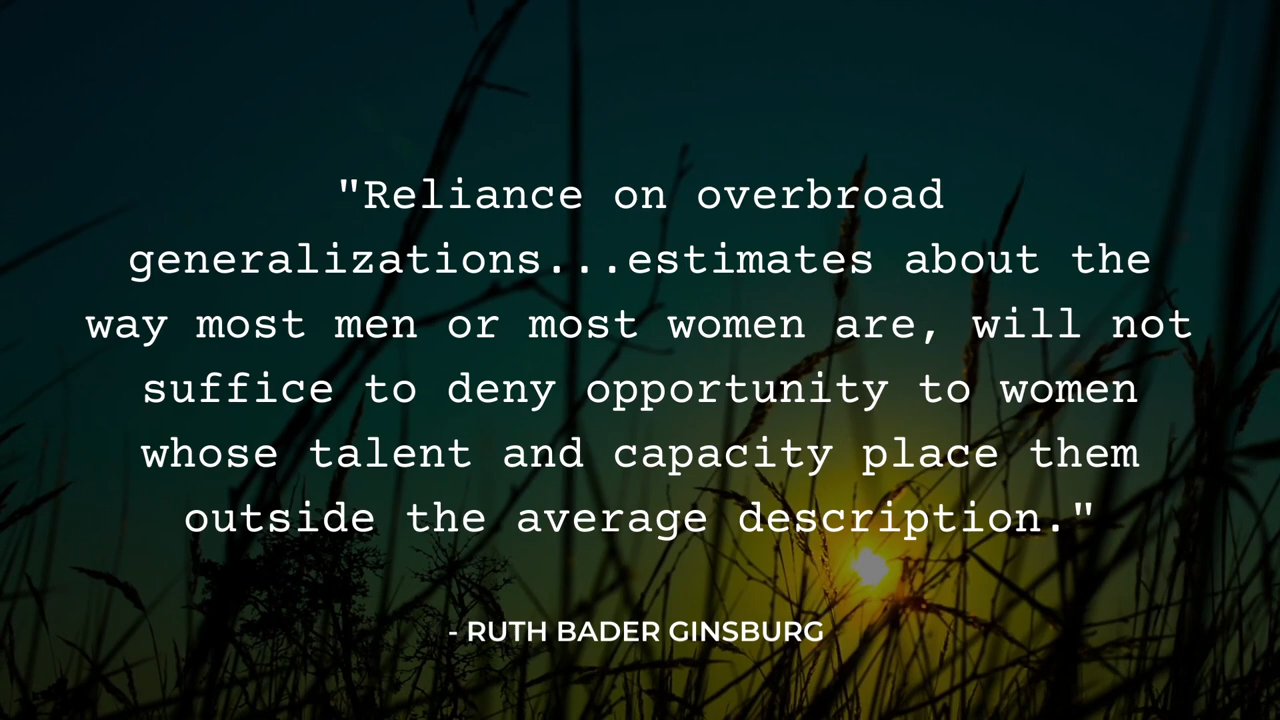 "Reliance on overbroad
generalizations...estimates about the
way most men or most women are, will not
suffice to deny opportunity to women
whose talent and capacity place them
outside the average description."
- RUTH BADER GINSBURG